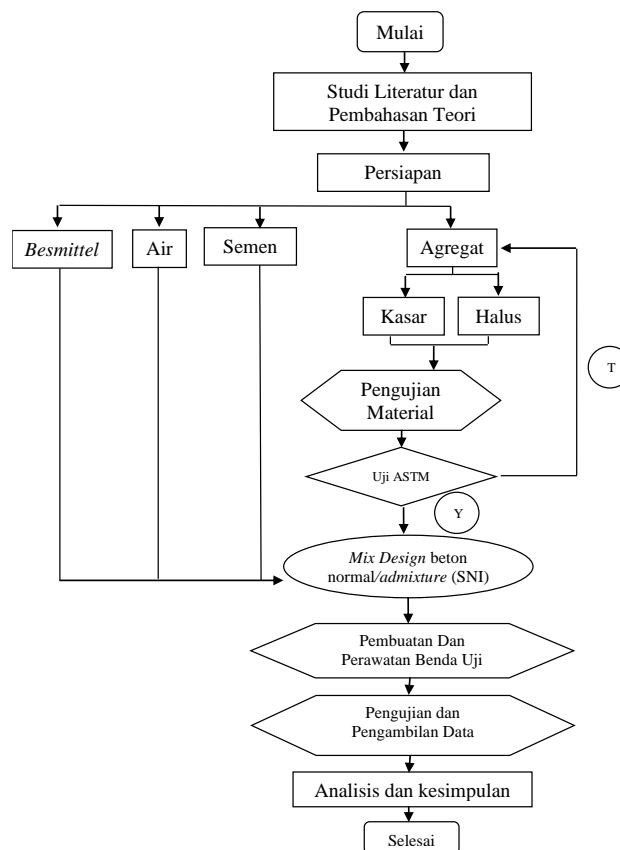 Mulai
Studi Literatur dan
Pembahasan Teori
Persiapan
Besmittel
Air
Semen
Agregat
Kasar
Halus
T
Pengujian
Material
Uji ASTM
Y
Mix Design beton
normal/admixture (SNI)
Pembuatan Dan
Perawatan Benda Uji
Pengujian dan
Pengambilan Data
Analisis dan kesimpulan
Selesai